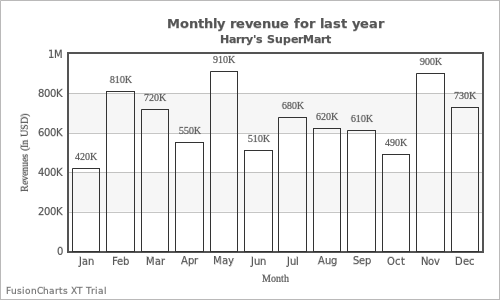 Monthly revenue for last year
Harry's SuperMart
1M
800K
600K
400K
200K
0
Revenues (In USD)
420K
810K
720K
550K
910K
510K
680K
620K
610K
490K
900K
730K
Jan Feb Mar Apr May Jun Jul Aug Sep Oct Nov Dec
Month
FusionCharts XT Trial